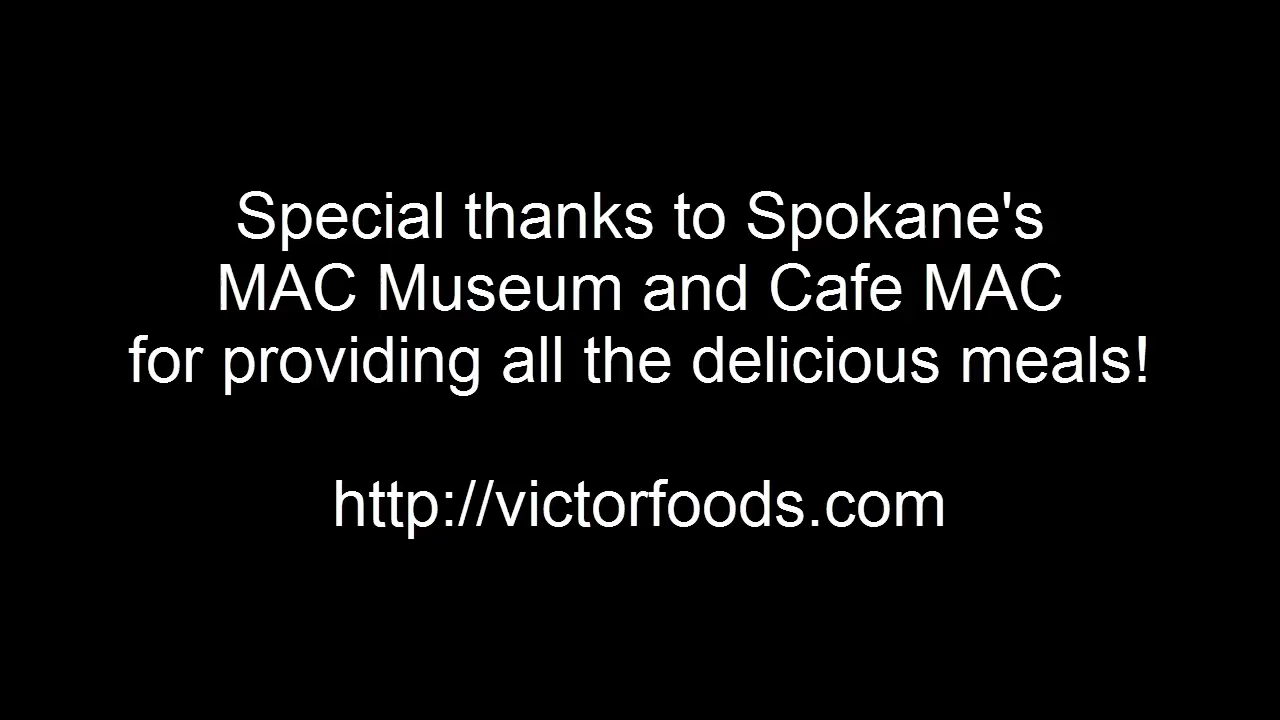 Special thanks to Spokane's
MAC Museum and Cafe MAC
for providing all the delicious meals!
http://victorfoods.com